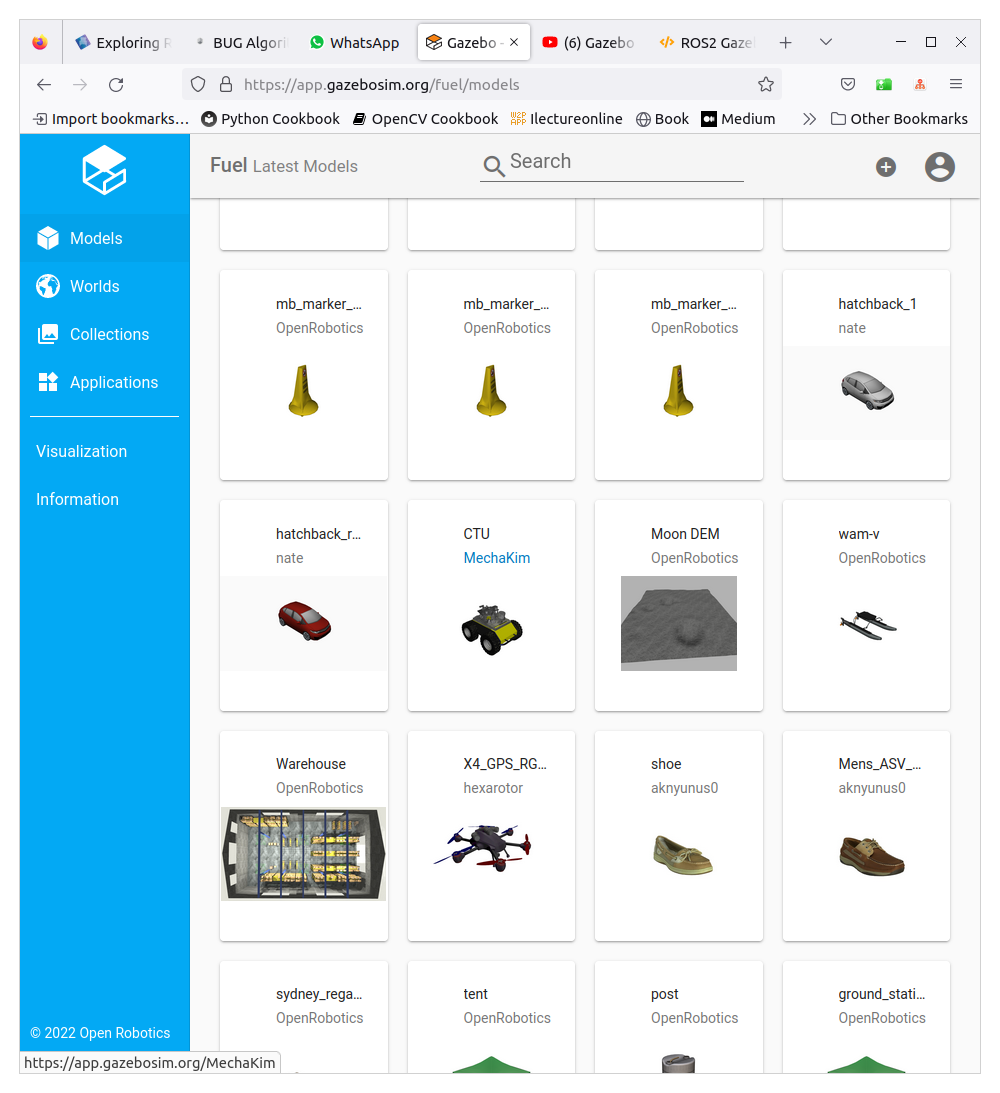 Exploring R
BUG Algori
WhatsApp
Gazebo -
(6) Gazebo
ROS2 Gazel
https://app.gazebosim.org/fuel/models
Import bookmarks...
Python Cookbook
OpenCV Cookbook
Ilectureonline
Book
Medium
Other Bookmarks
Fuel Latest Models
Search
Models
Worlds
Collections
Applications
Visualization
Information
mb_marker_...
OpenRobotics
mb_marker_...
OpenRobotics
mb_marker_...
OpenRobotics
hatchback_1
nate
hatchback_r...
nate
CTU
MechaKim
Moon DEM
OpenRobotics
wam-v
OpenRobotics
Warehouse
OpenRobotics
X4_GPS_RG...
hexarotor
shoe
aknyunus0
Mens_ASV_...
aknyunus0
sydney_rega...
OpenRobotics
tent
OpenRobotics
post
OpenRobotics
ground_stati...
OpenRobotics
© 2022 Open Robotics
https://app.gazebosim.org/MechaKim